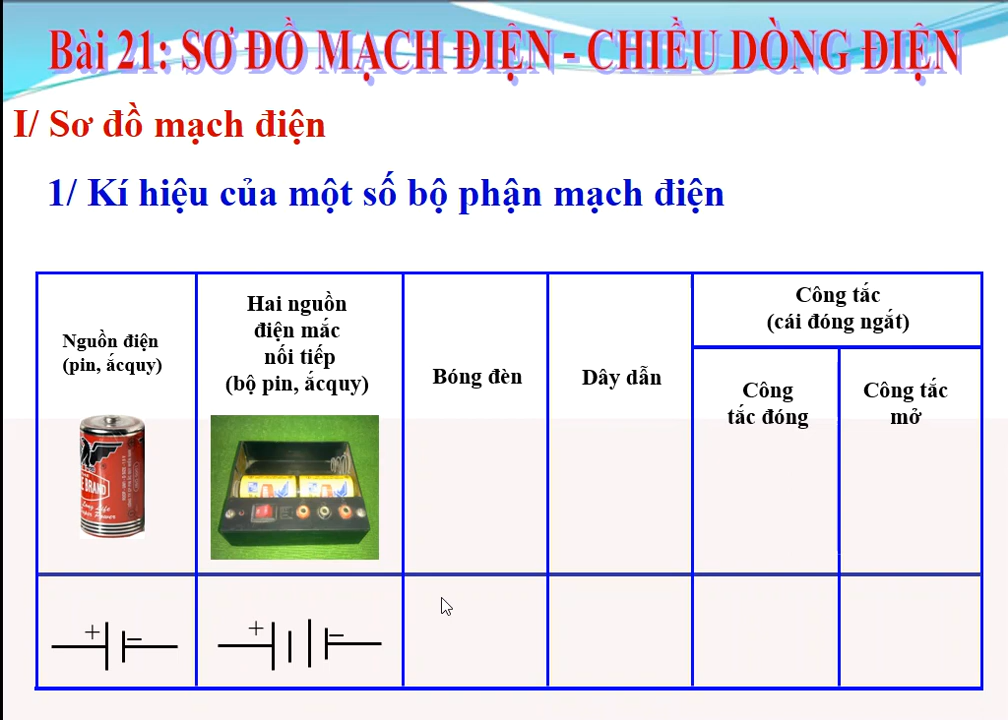 Bài 21: SƠ ĐỒ MẠCH ĐIỆN - CHIỀU DÒNG ĐIỆN
I/ Sơ đồ mạch điện
1/ Kí hiệu của một số bộ phận mạch điện
Nguồn điện
(pin, ắcquy)
Hai nguồn
điện mắc
nối tiếp
(bộ pin, ắcquy)
Bóng đèn
Dây dẫn
Công tắc
(cái đóng ngắt)
Công
tắc đóng
Công tắc
mở
BRAND
+ –
+ –